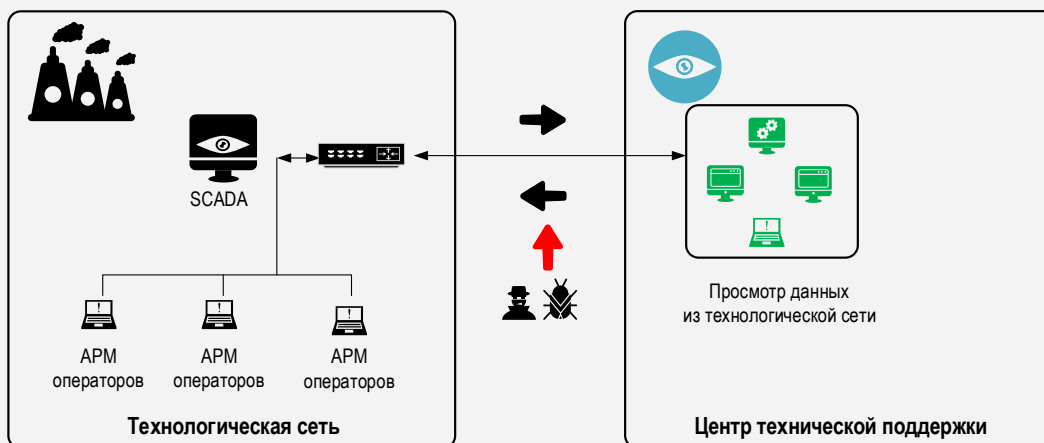 SCADA
АРМ
операторов
АРМ
операторов
АРМ
операторов
Технологическая сеть
Просмотр данных
из технологической сети
Центр технической поддержки